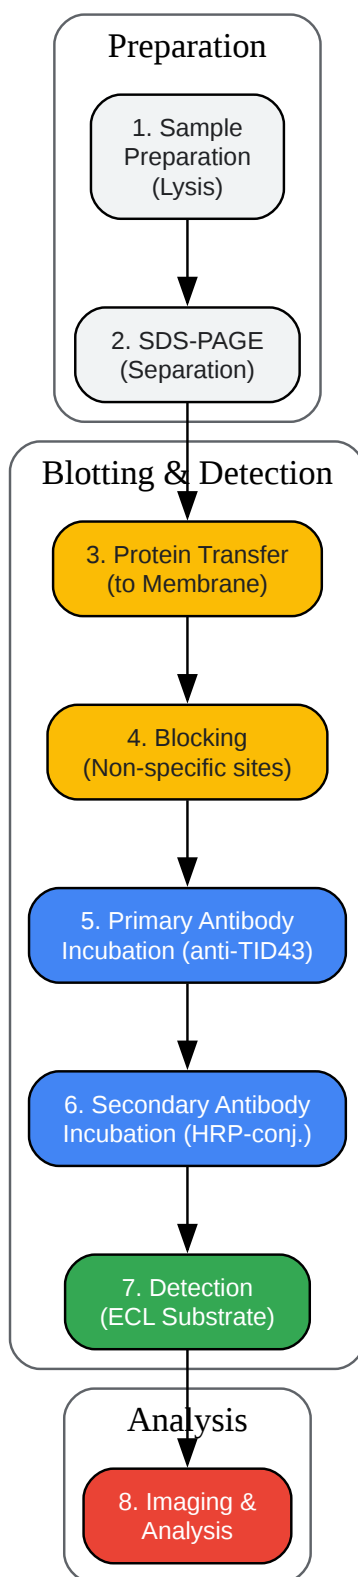 Preparation
1. Sample
Preparation
(Lysis)
2. SDS-PAGE
(Separation)
Blotting & Detection
3. Protein Transfer
(to Membrane)
4. Blocking
(Non-specific sites)
5. Primary Antibody
Incubation (anti-TID43)
6. Secondary Antibody
Incubation (HRP-conj.)
7. Detection
(ECL Substrate)
Analysis
8. Imaging &
Analysis